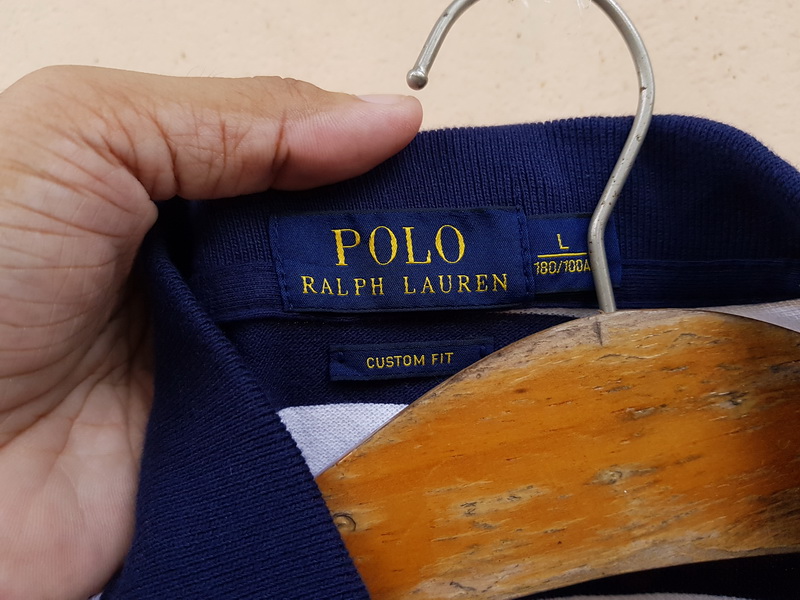 POLO
RALPH LAUREN
L
180/100A
CUSTOM FIT